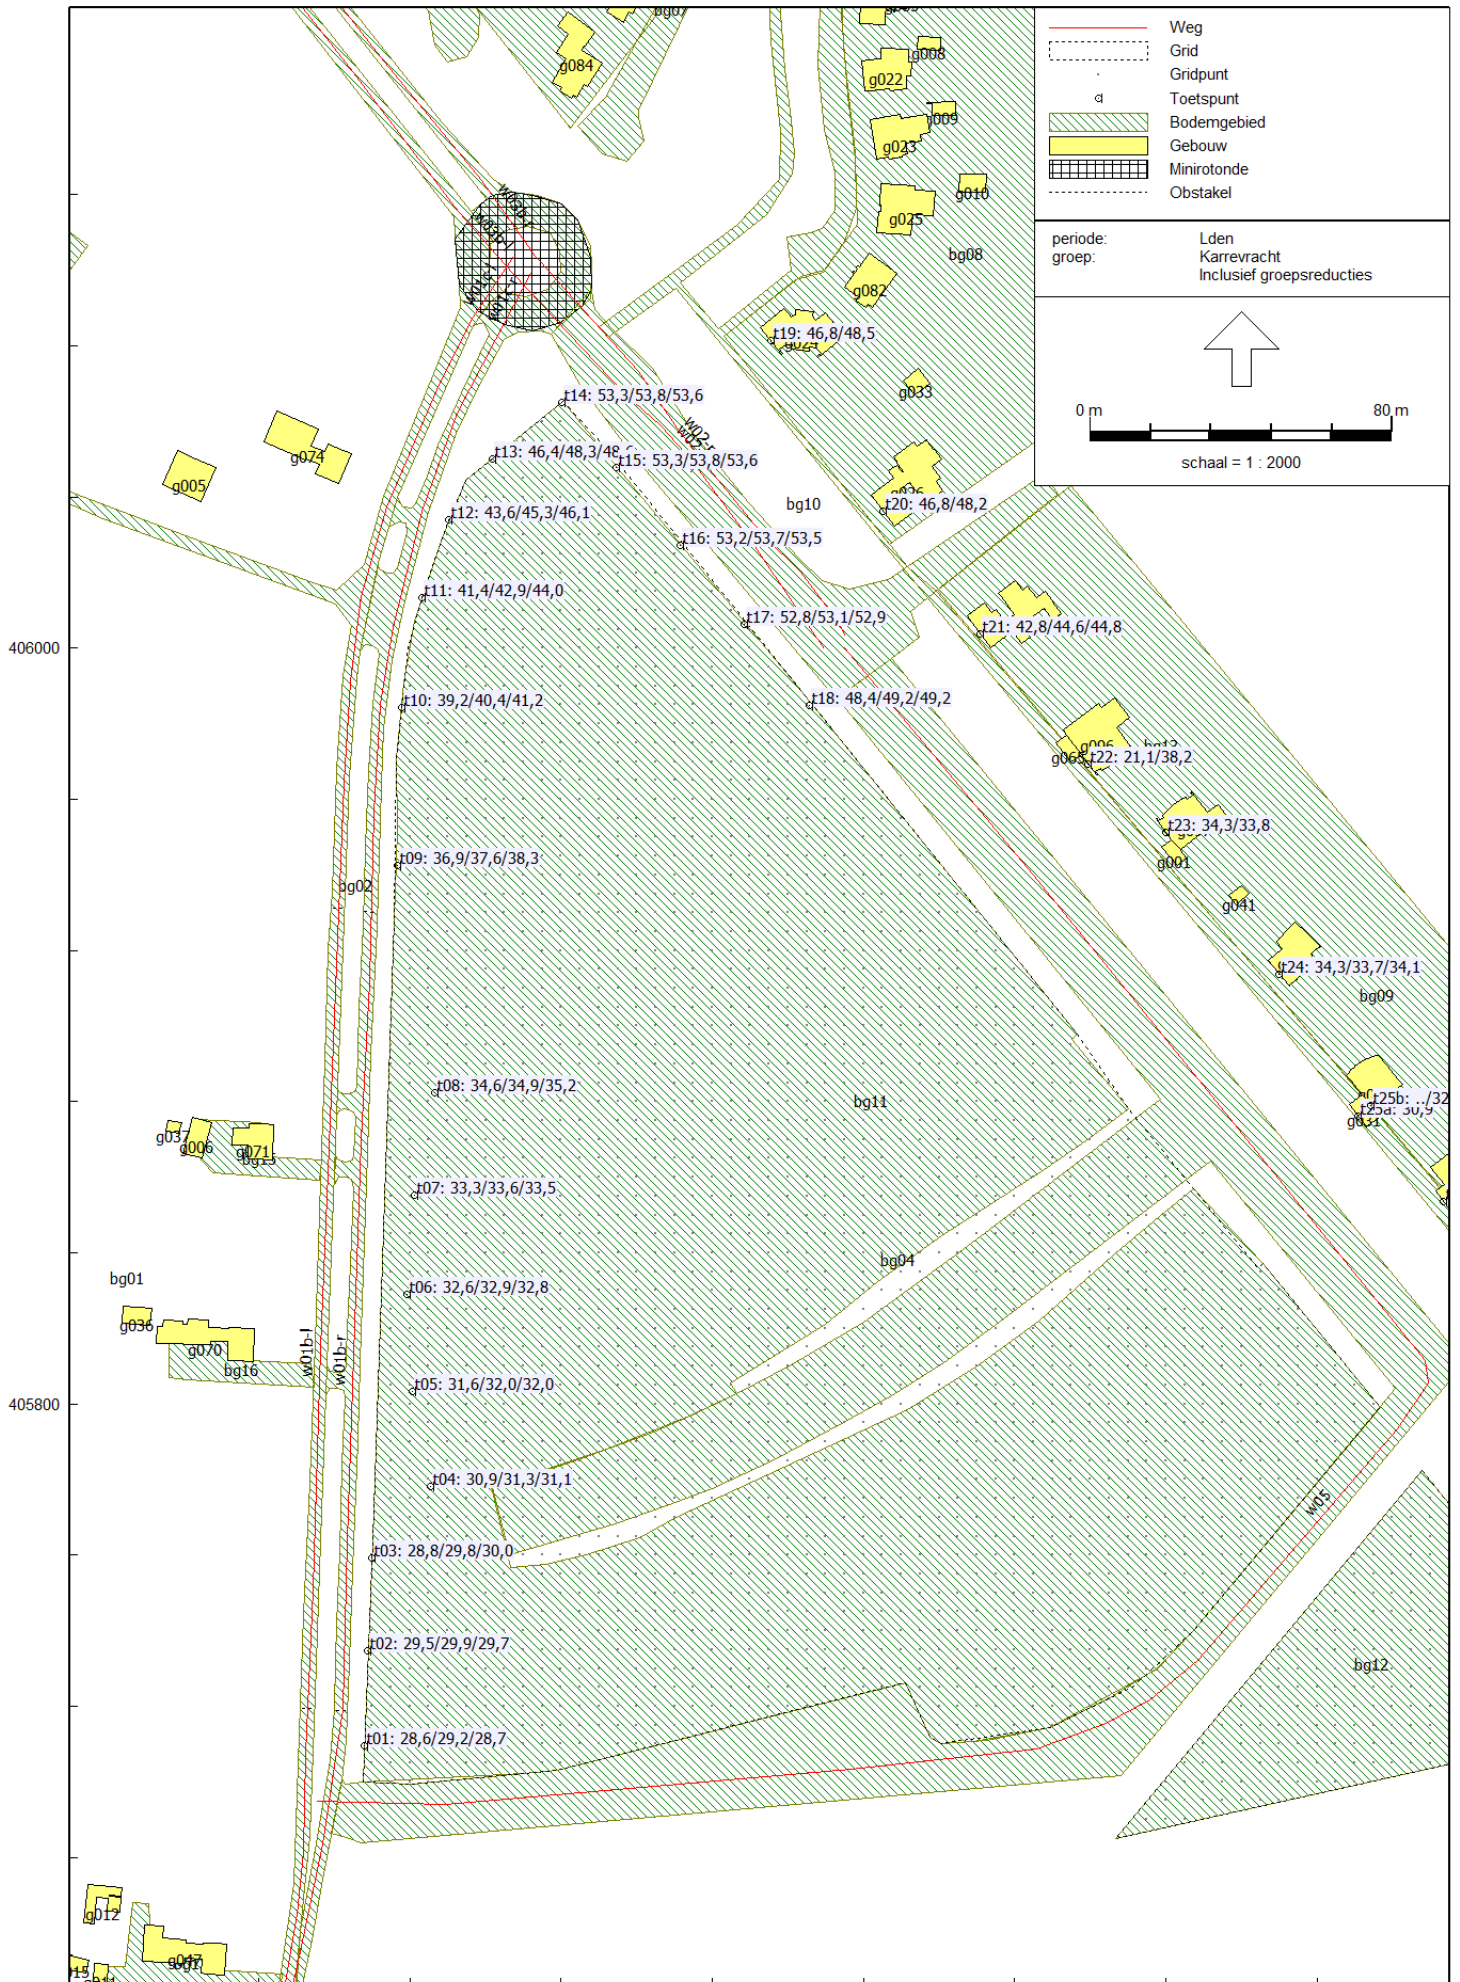 Weg
Grid
Gridpunt
Toetspunt
Bodemgebied
Gebouw
Minirotonde
Obstakel
periode: Lden
groep: Karrevracht
Inclusief groepsreducties
0 m 80 m
schaal = 1 : 2000
g084
g008
g022
g009
g023
g010
g025
bg08
g082
t19: 46,8/48,5
g033
t14: 53,3/53,8/53,6
w02-r
t13: 46,4/48,3/48
t15: 53,3/53,8/53,6
g074
g005
g026
bg10
t20: 46,8/48,2
t12: 43,6/45,3/46,1
t16: 53,2/53,7/53,5
t11: 41,4/42,9/44,0
t17: 52,8/53,1/52,9
t21: 42,8/44,6/44,8
406000
t10: 39,2/40,4/41,2
t18: 48,4/49,2/49,2
g096
g065
t22: 21,1/38,2
t23: 34,3/33,8
t09: 36,9/37,6/38,3
g001
bg02
g041
t24: 34,3/33,7/34,1
bg09
t08: 34,6/34,9/35,2
bg11
t25b: ../32
t25a: 30,9
g031
g037
g006
g071
bg15
t07: 33,3/33,6/33,5
bg04
bg01
t06: 32,6/32,9/32,8
g036
g070
bg16
w01b-l
w01b-r
t05: 31,6/32,0/32,0
405800
t04: 30,9/31,3/31,1
w05
t03: 28,8/29,8/30,0
t02: 29,5/29,9/29,7
bg12
t01: 28,6/29,2/28,7
g012
g047